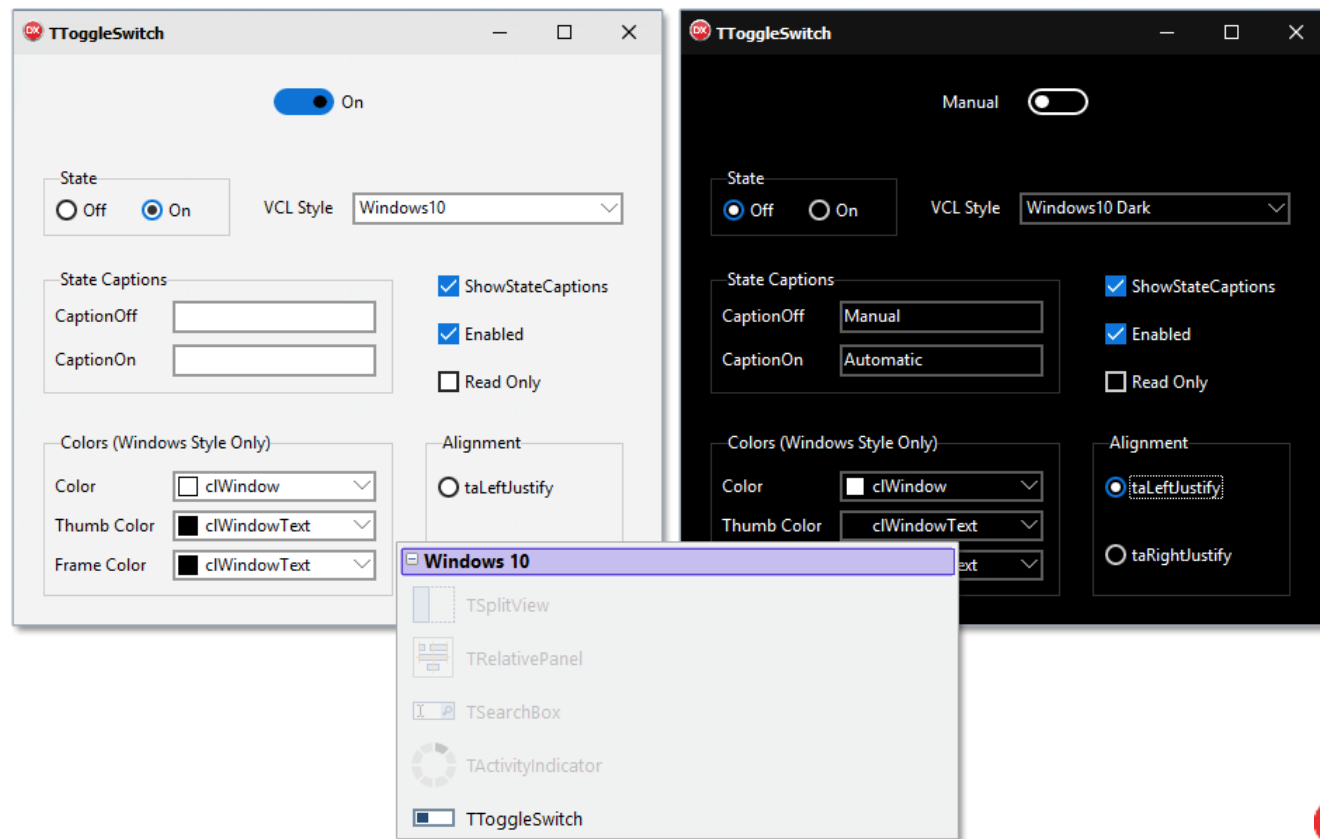 TToggleSwitch
On
State
Off
On
VCL Style
Windows10
State Captions
CaptionOff
CaptionOn
ShowStateCaptions
Enabled
Read Only
Colors (Windows Style Only)
Color
clWindow
Thumb Color
clWindowText
Frame Color
clWindowText
Alignment
taLeftJustify
TToggleSwitch
Manual
State
Off
On
VCL Style
Windows10 Dark
State Captions
CaptionOff
Manual
CaptionOn
Automatic
ShowStateCaptions
Enabled
Read Only
Colors (Windows Style Only)
Color
clWindow
Thumb Color
clWindowText
Alignment
taLeftJustify
taRightJustify
Windows 10
TSplitView
TRelativePanel
TSearchBox
TActivityIndicator
TToggleSwitch